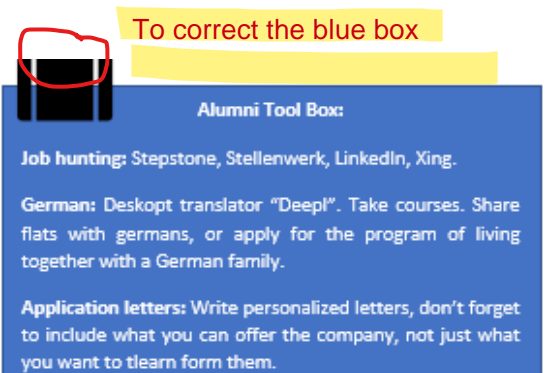 To correct the blue box
Alumni Tool Box:
Job hunting: Stepstone, Stellenwerk, LinkedIn, Xing.
German: Deskopt translator “Deepl”. Take courses. Share
flats with germans, or apply for the program of living
together with a German family.
Application letters: Write personalized letters, don’t forget
to include what you can offer the company, not just what
you want to tlearn form them.